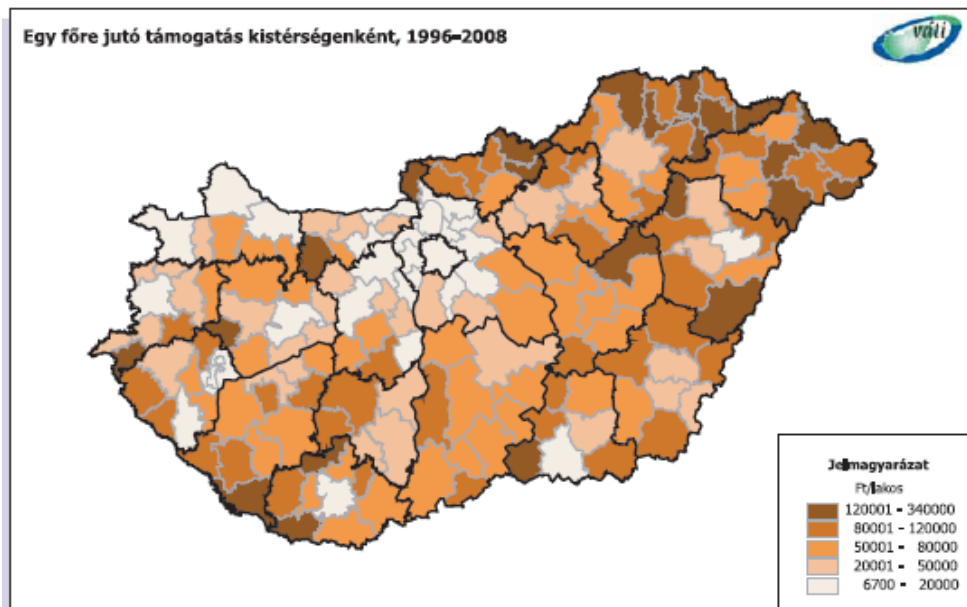 Egy főre jutó támogatás kistérségenként, 1996–2008
váli
Jelmagyarázat
Ft/lakos
120001 - 340000
80001 - 120000
50001 - 80000
20001 - 50000
6700 - 20000